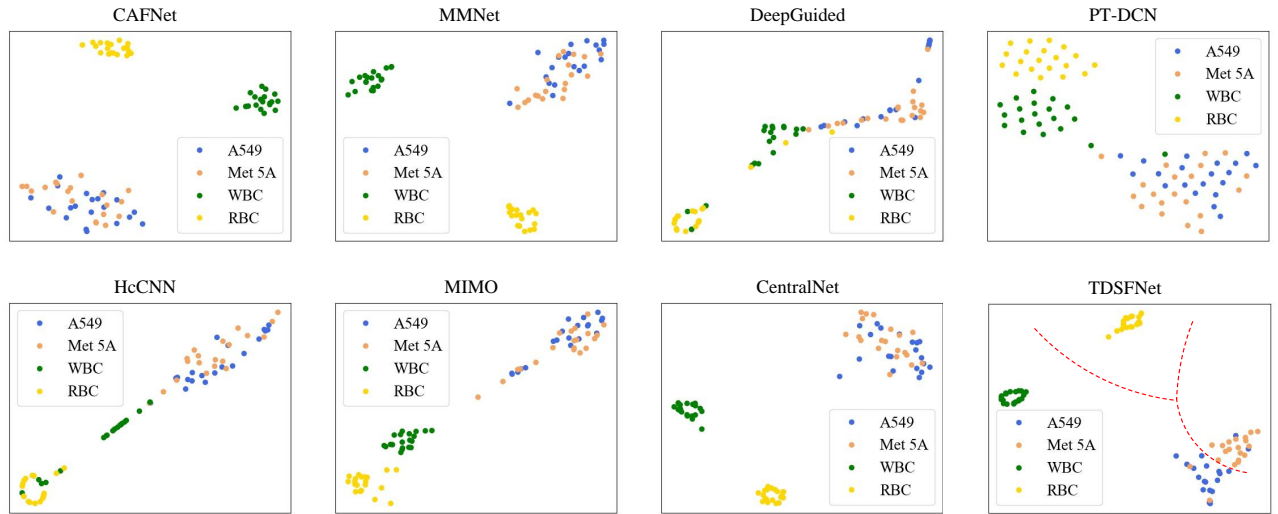 CAFNet
A549
Met 5A
WBC
RBC
MMNet
A549
Met 5A
WBC
RBC
DeepGuided
A549
Met 5A
WBC
RBC
PT-DCN
A549
Met 5A
WBC
RBC
HcCNN
A549
Met 5A
WBC
RBC
MIMO
A549
Met 5A
WBC
RBC
CentralNet
A549
Met 5A
WBC
RBC
TDSFNet
A549
Met 5A
WBC
RBC